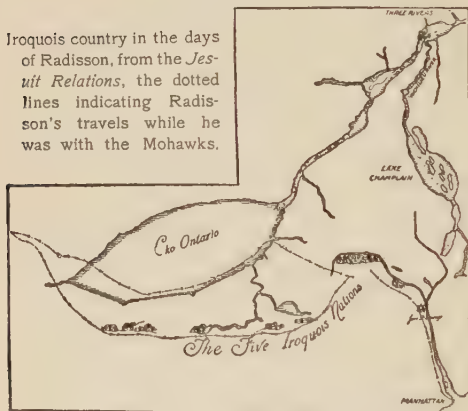 Iroquois country in the days
of Radisson, from the Jes-
uit Relations, the dotted
lines indicating Radis-
son's travels while he
was with the Mohawks.
THREE RIVERS
LAKE
CHAMPLAIN
Ontario
The Five Iroquois Nations
MANHATTAN